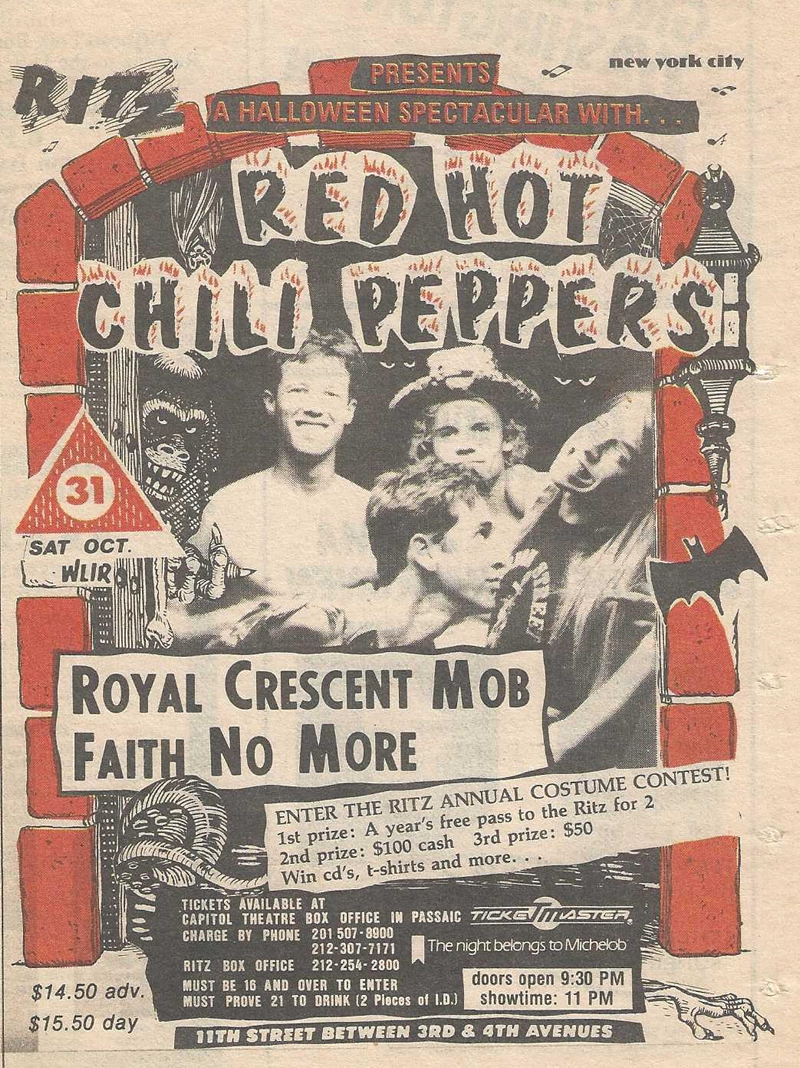 RITZ
new york city
PRESENTS
A HALLOWEEN SPECTACULAR WITH. . .
RED HOT
CHILI PEPPERS
31
SAT OCT.
WLIR
ROYAL CRESCENT MOB
FAITH NO MORE
ENTER THE RITZ ANNUAL COSTUME CONTEST!
1st prize: A year's free pass to the Ritz for 2
2nd prize: $100 cash 3rd prize: $50
Win cd's, t-shirts and more. . .
TICKETS AVAILABLE AT
CAPITOL THEATRE BOX OFFICE IN PASSAIC
TICKETMASTER®
CHARGE BY PHONE 201 507-8900
212-307-7171
The night belongs to Michelob
RITZ BOX OFFICE 212-254-2800
MUST BE 16 AND OVER TO ENTER
MUST PROVE 21 TO DRINK (2 Pieces of I.D.)
doors open 9:30 PM
showtime: 11 PM
$14.50 adv.
$15.50 day
11TH STREET BETWEEN 3RD & 4TH AVENUES